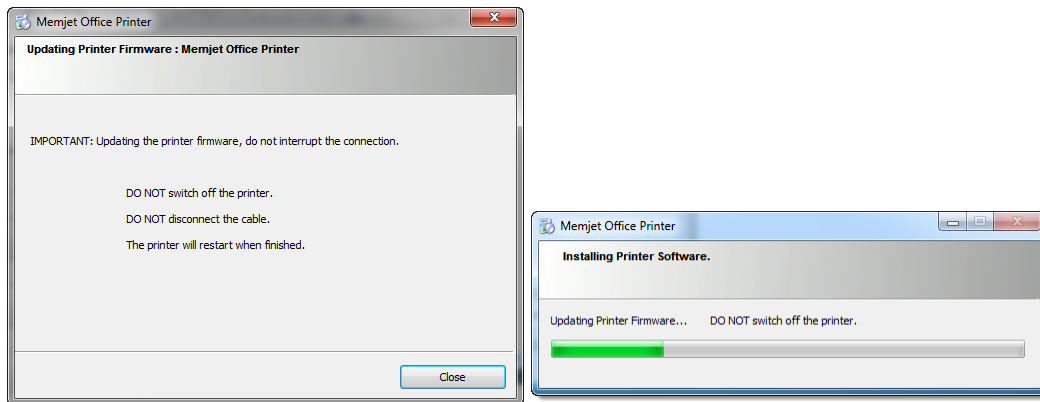 Memjet Office Printer
Updating Printer Firmware : Memjet Office Printer
IMPORTANT: Updating the printer firmware, do not interrupt the connection.
DO NOT switch off the printer.
DO NOT disconnect the cable.
The printer will restart when finished.
Close
Memjet Office Printer
Installing Printer Software.
Updating Printer Firmware... DO NOT switch off the printer.